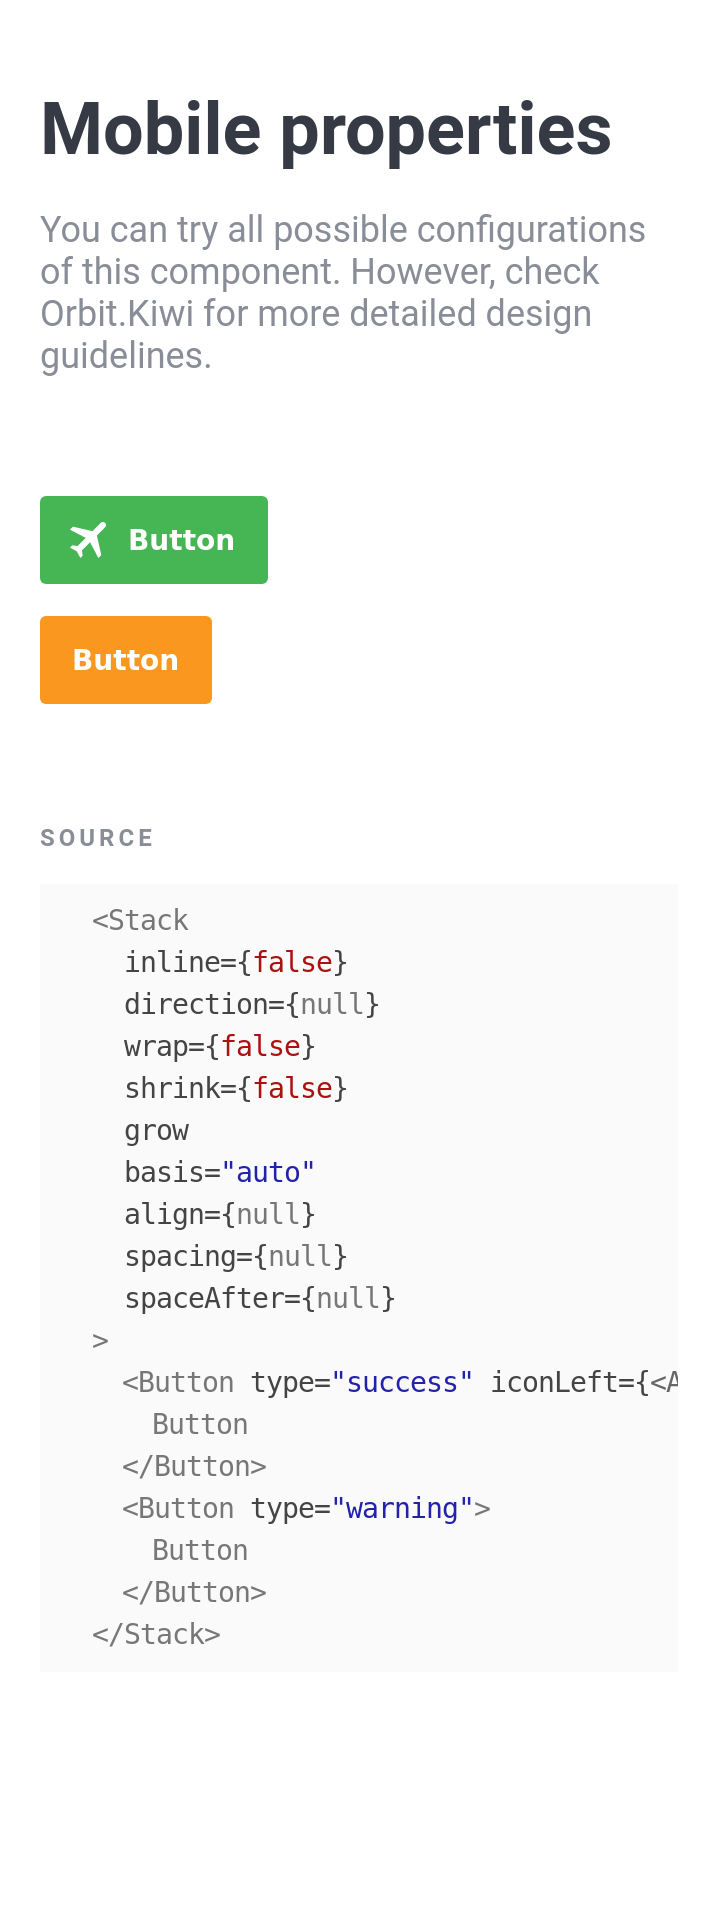 Mobile properties
You can try all possible configurations
of this component. However, check
Orbit.Kiwi for more detailed design
guidelines.
Button
Button
SOURCE
<Stack
inline={false}
direction={null}
wrap={false}
shrink={false}
grow
basis="auto"
align={null}
spacing={null}
spaceAfter={null}
>
<Button type="success" iconLeft={<A
Button
</Button>
<Button type="warning">
Button
</Button>
</Stack>